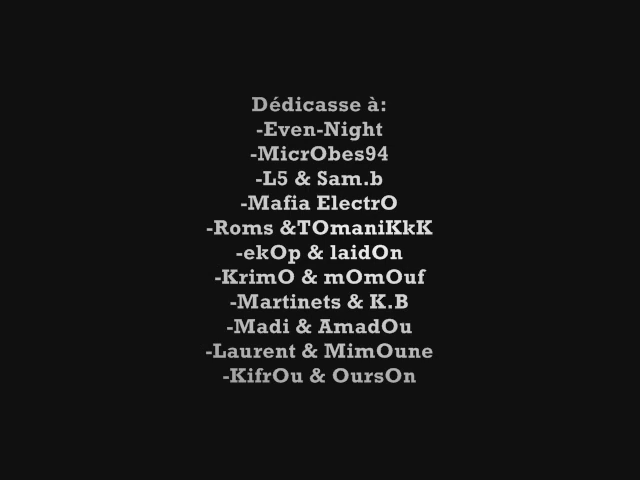 Dédicasse à:
-Even-Night
-MicrObes94
-L5 & Sam.b
-Mafia ElectrO
-Roms &TOmaniKkK
-ekOp & laidOn
-KrimO & mOmOuf
-Martinets & K.B
-Madi & AmadOu
-Laurent & MimOune
-KifrOu & OursOn